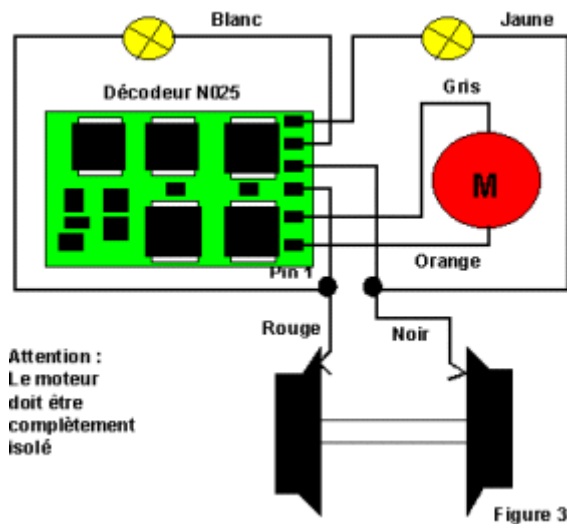 Blanc
Jaune
Décodeur N025
Gris
M
Orange
Pin 1
Rouge
Noir
Attention :
Le moteur
doit être
complètement
isolé
Figure 3